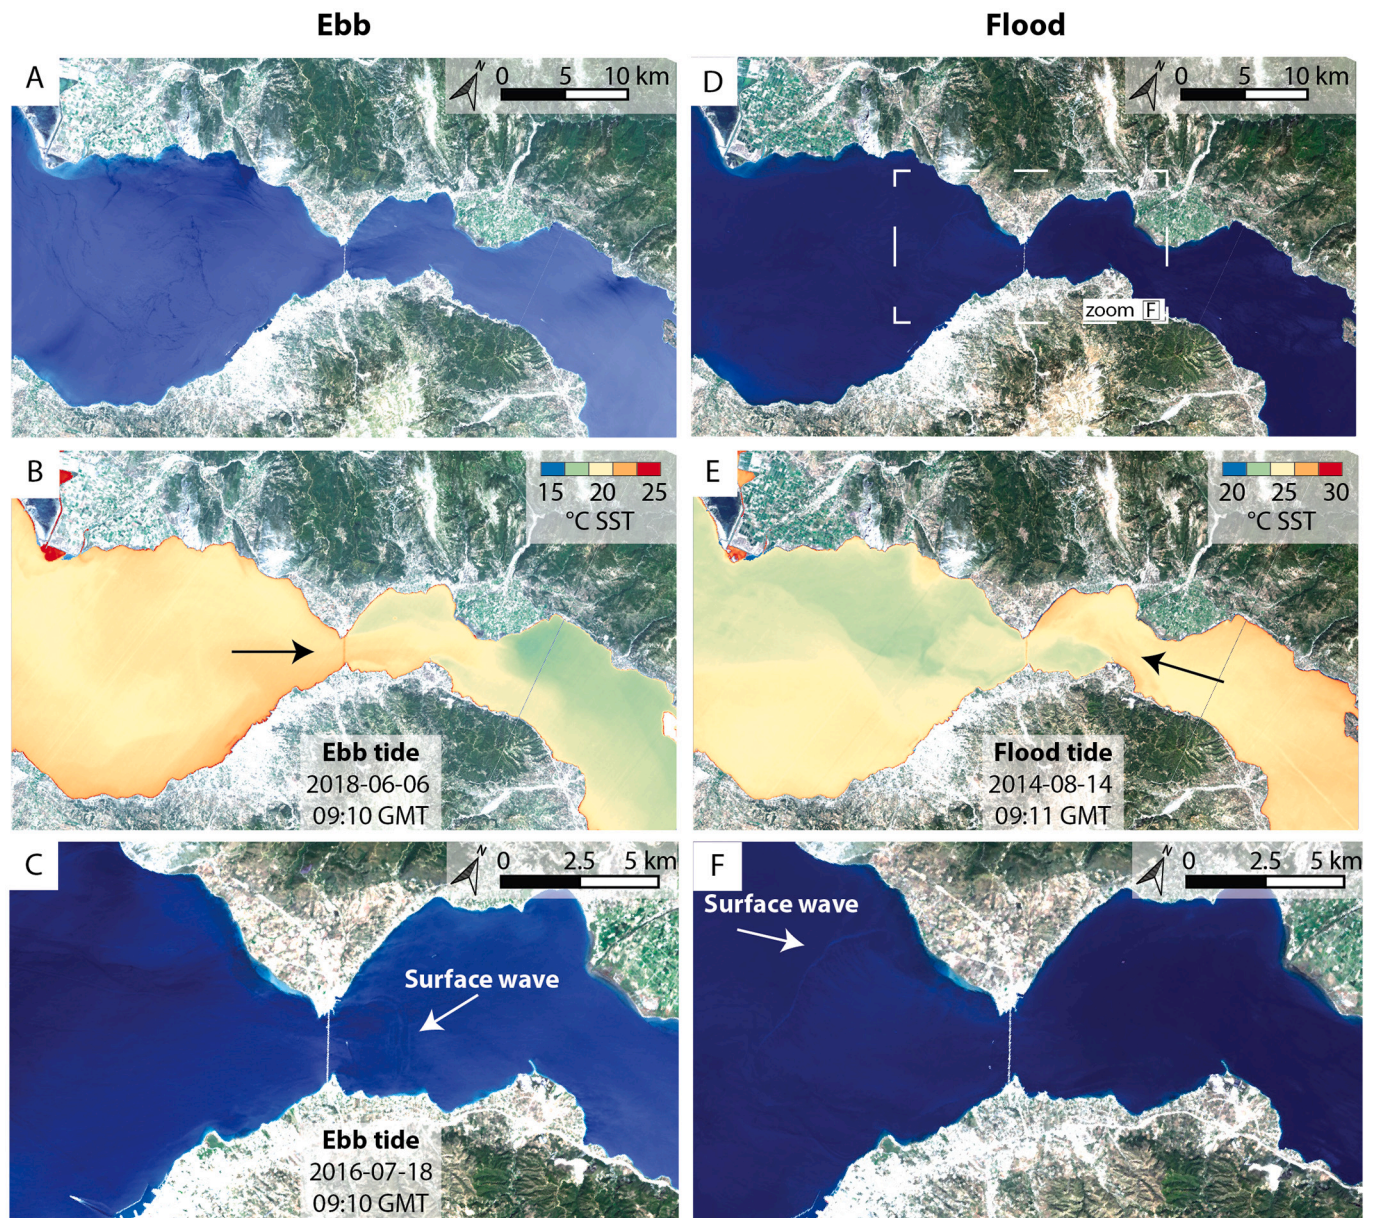 Ebb
Flood
A
N
0 5 10 km
D
N
0 5 10 km
zoom F
B
15 20 25
°C SST
Ebb tide
2018-06-06
09:10 GMT
E
20 25 30
°C SST
Flood tide
2014-08-14
09:11 GMT
C
N
0 2.5 5 km
Surface wave
Ebb tide
2016-07-18
09:10 GMT
F
N
0 2.5 5 km
Surface wave